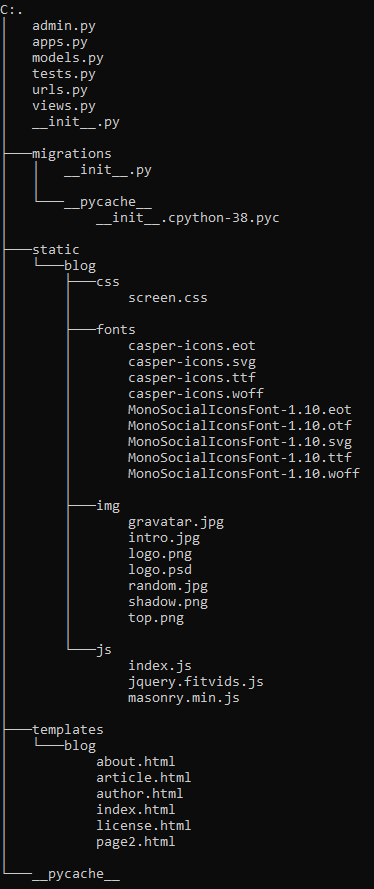 C:.
│   admin.py
│   apps.py
│   models.py
│   tests.py
│   urls.py
│   views.py
│   __init__.py
│
├───migrations
│   │   __init__.py
│   │
│   └───__pycache__
│           __init__.cpython-38.pyc
│
├───static
│   └───blog
│       ├───css
│       │       screen.css
│       │
│       ├───fonts
│       │       casper-icons.eot
│       │       casper-icons.svg
│       │       casper-icons.ttf
│       │       casper-icons.woff
│       │       MonoSocialIconsFont-1.10.eot
│       │       MonoSocialIconsFont-1.10.otf
│       │       MonoSocialIconsFont-1.10.svg
│       │       MonoSocialIconsFont-1.10.ttf
│       │       MonoSocialIconsFont-1.10.woff
│       │
│       ├───img
│       │       gravatar.jpg
│       │       intro.jpg
│       │       logo.png
│       │       logo.psd
│       │       random.jpg
│       │       shadow.png
│       │       top.png
│       │
│       └───js
│               index.js
│               jquery.fitvids.js
│               masonry.min.js
│
├───templates
│   └───blog
│           about.html
│           article.html
│           author.html
│           index.html
│           license.html
│           page2.html
│
└───__pycache__